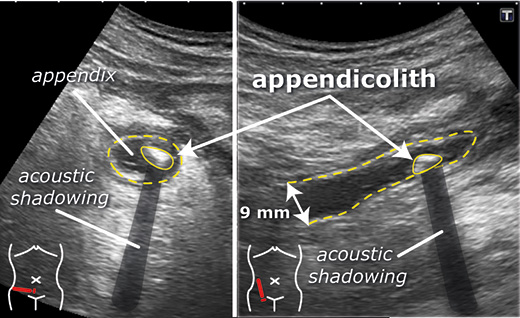 T
appendicolith
appendix
acoustic
shadowing
9 mm
acoustic
shadowing